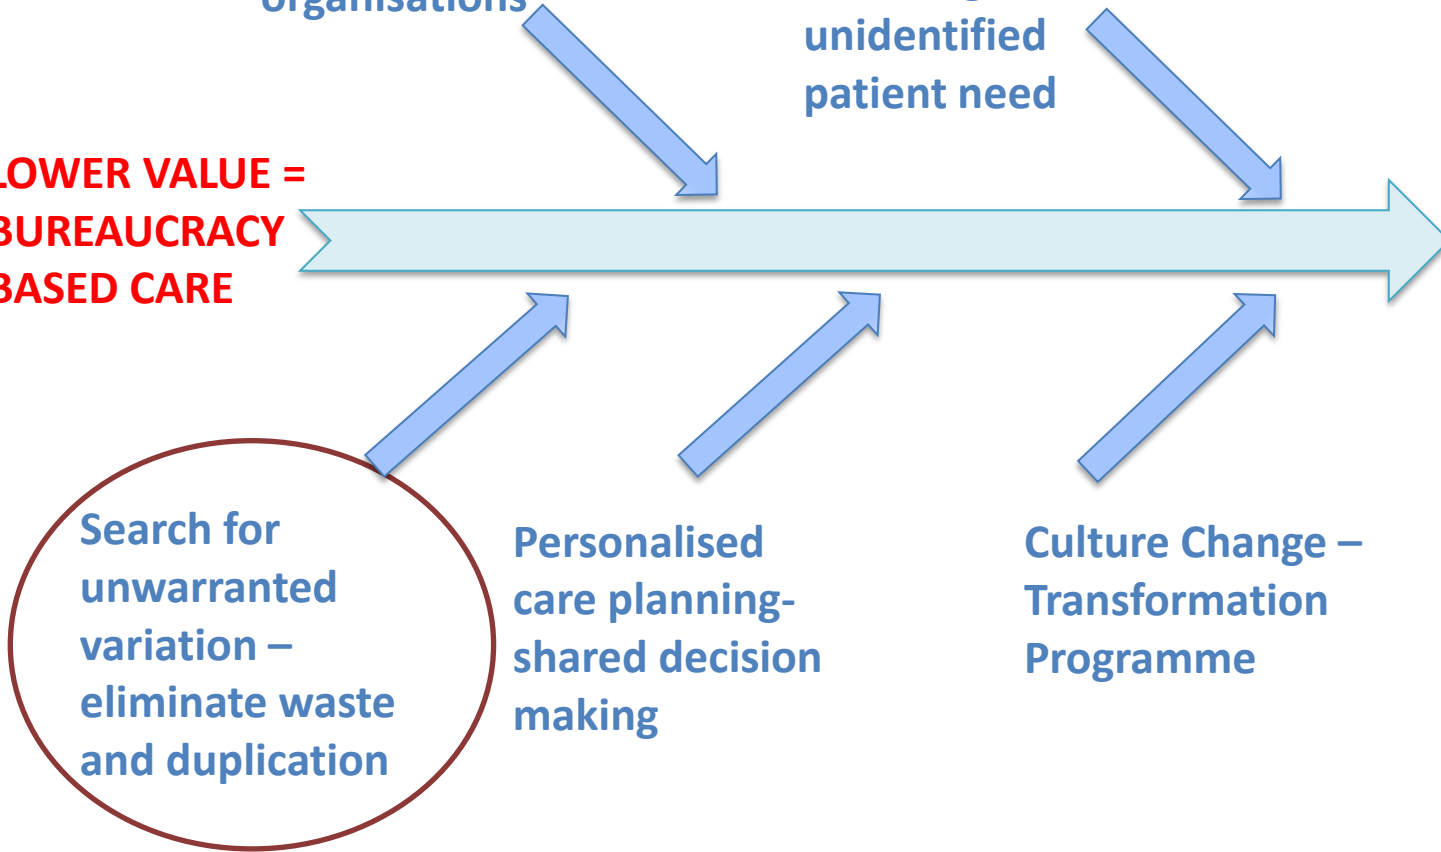 organisations
unidentified
patient need
LOWER VALUE =
BUREAUCRACY
BASED CARE
Search for
unwarranted
variation –
eliminate waste
and duplication
Personalised
care planning-
shared decision
making
Culture Change –
Transformation
Programme